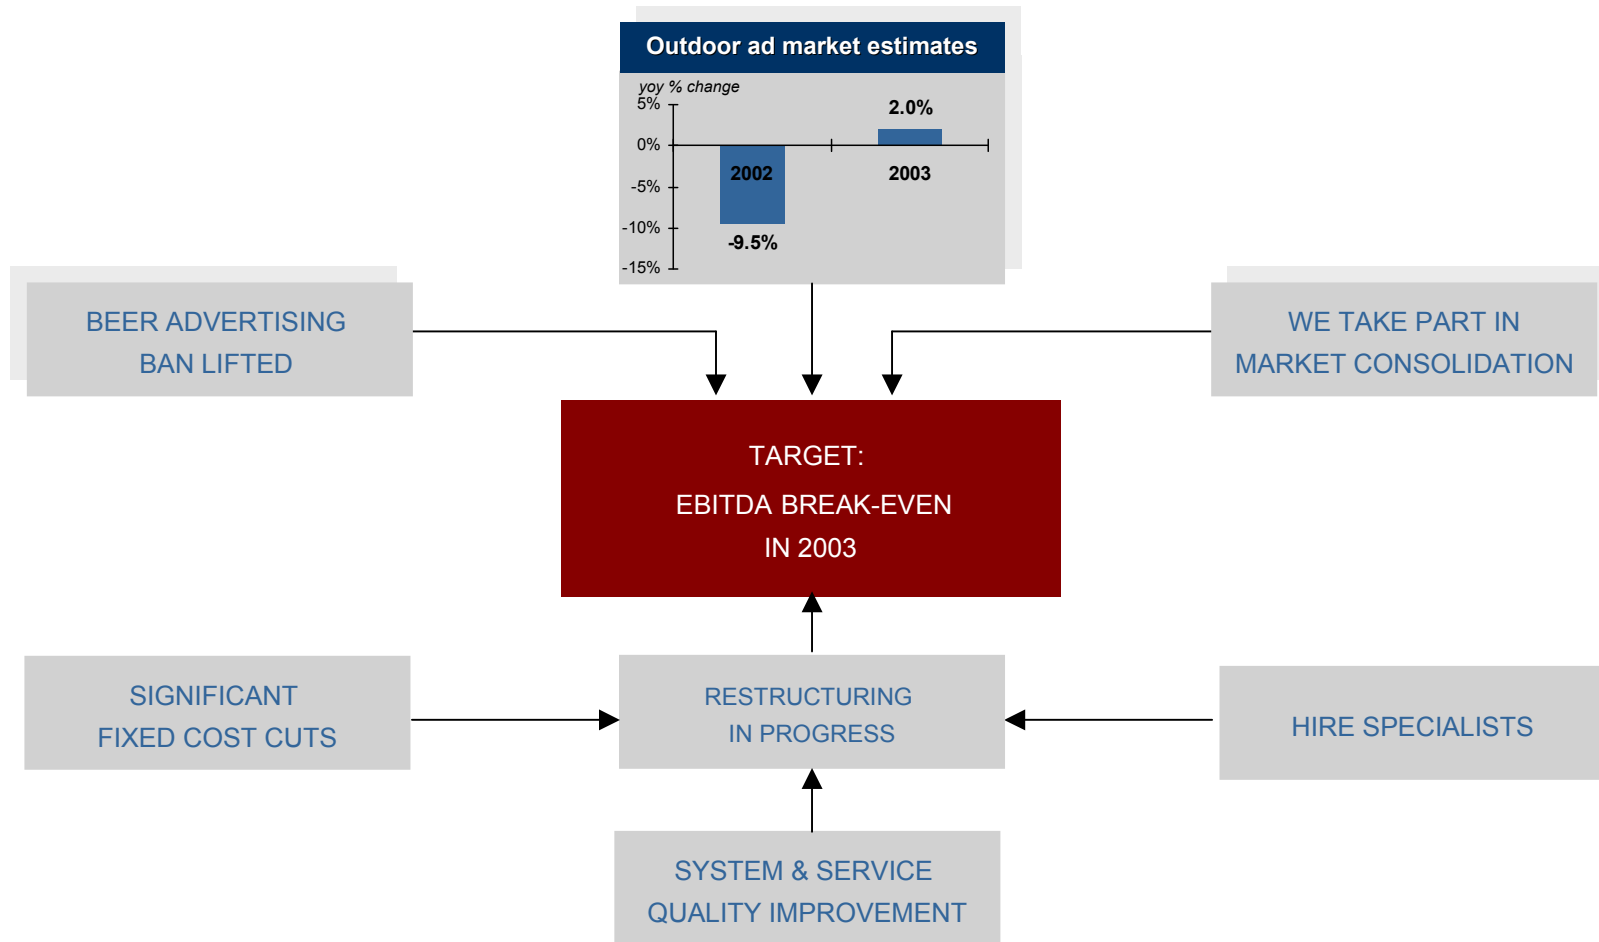 Outdoor ad market estimates
yoy % change
5%
0%
-5%
-10%
-15%
2.0%
2002
2003
-9.5%
BEER ADVERTISING
BAN LIFTED
WE TAKE PART IN
MARKET CONSOLIDATION
TARGET:
EBITDA BREAK-EVEN
IN 2003
SIGNIFICANT
FIXED COST CUTS
RESTRUCTURING
IN PROGRESS
HIRE SPECIALISTS
SYSTEM & SERVICE
QUALITY IMPROVEMENT